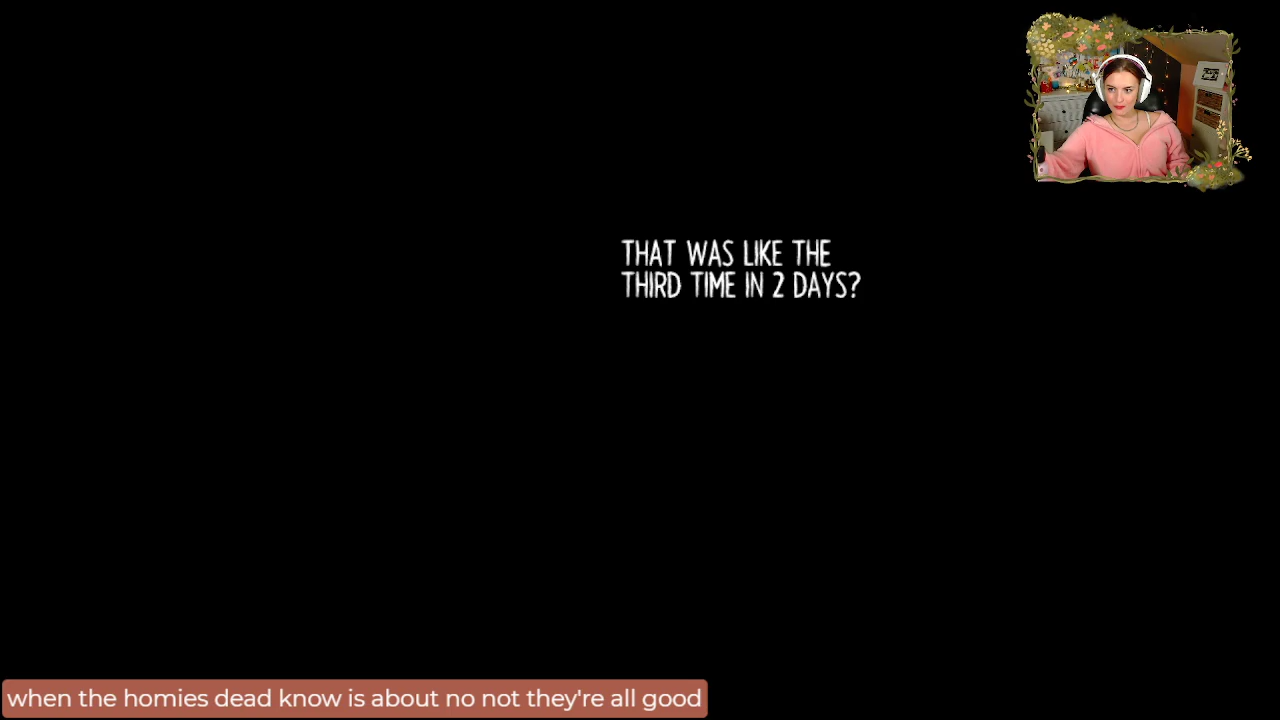 THAT WAS LIKE THE
THIRD TIME IN 2 DAYS?
when the homies dead know is about no not they're all good